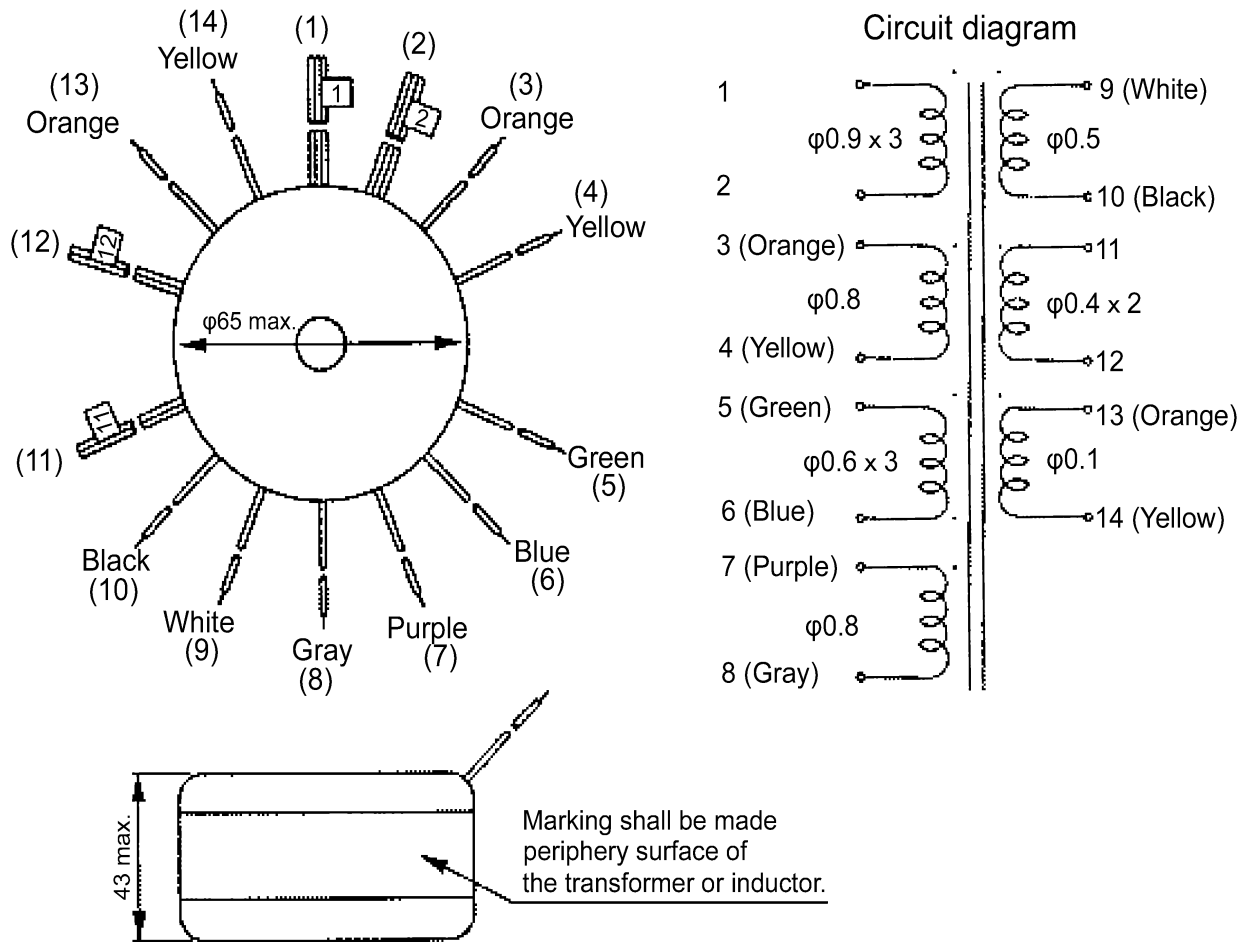 Circuit diagram
(14)
Yellow
(1)
(2)
(13)
Orange
(3)
Orange
1
2
(4)
Yellow
(12)
12
φ65 max.
11
(11)
Green
(5)
Black
(10)
Blue
(6)
White
(9)
Gray
(8)
Purple
(7)
1
φ0.9 x 3
2
3 (Orange)
φ0.8
4 (Yellow)
5 (Green)
φ0.6 x 3
6 (Blue)
7 (Purple)
φ0.8
8 (Gray)
9 (White)
φ0.5
10 (Black)
11
φ0.4 x 2
12
13 (Orange)
φ0.1
14 (Yellow)
43 max.
Marking shall be made
periphery surface of
the transformer or inductor.